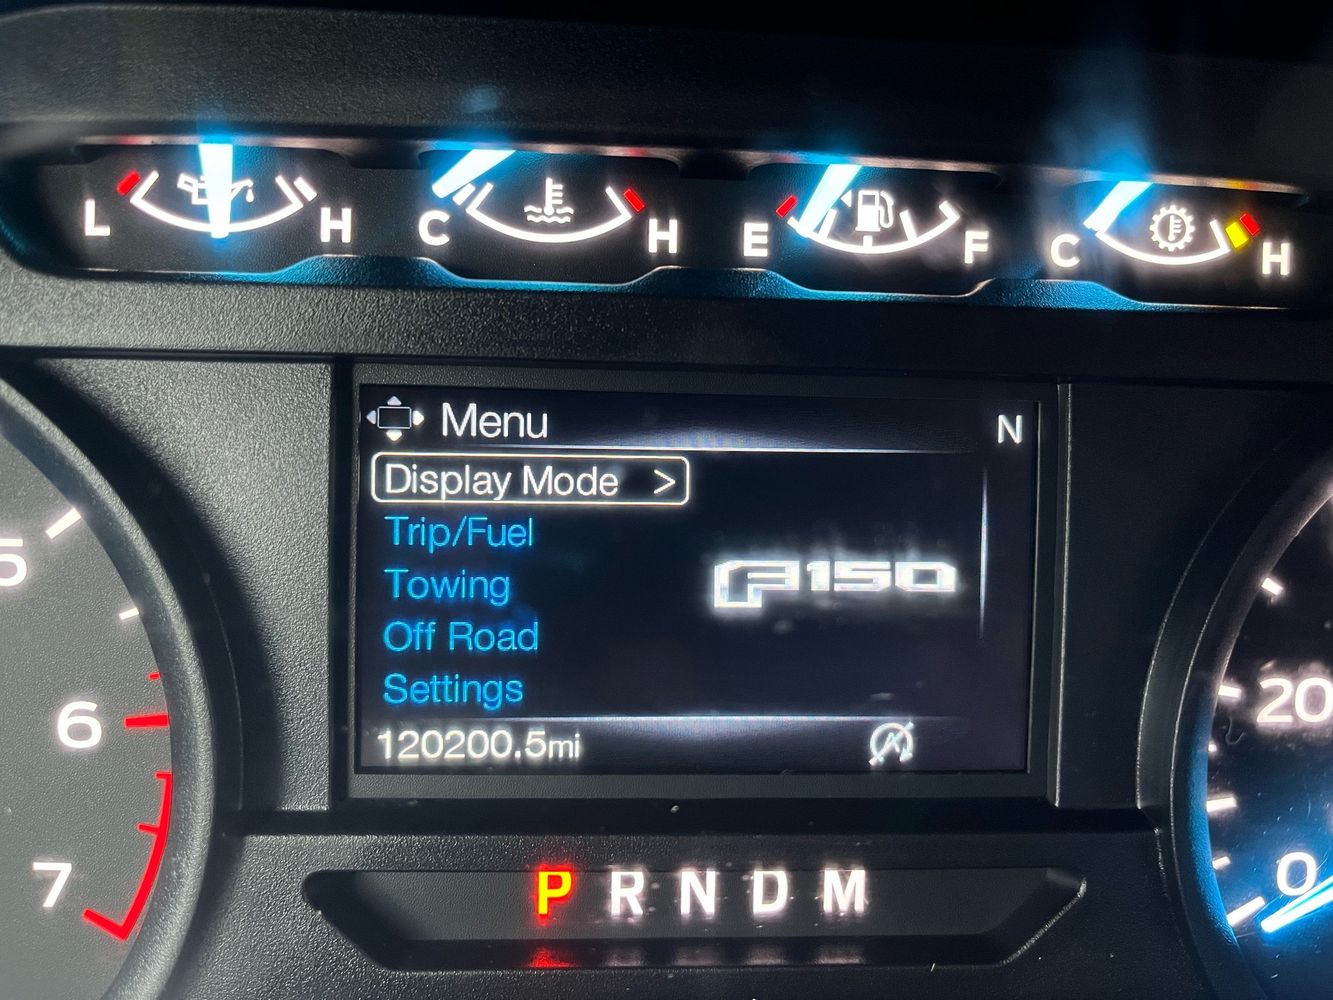 L H C H E F C H
Menu N
Display Mode >
Trip/Fuel
Towing
F150
Off Road
Settings
120200.5mi
5
6
7
20
0
P R N D M